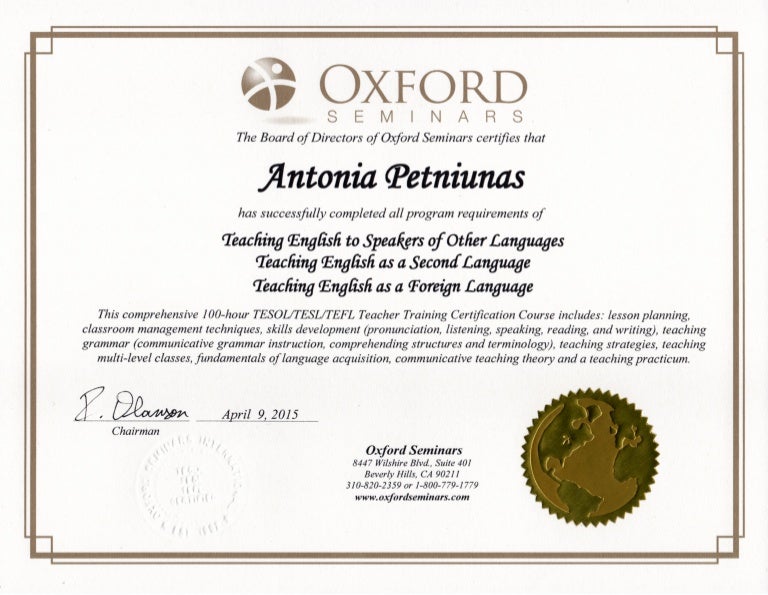 OXFORD
SEMINARS
The Board of Directors of Oxford Seminars certifies that
Antonia Petniunas
has successfully completed all program requirements of
Teaching English to Speakers of Other Languages
Teaching English as a Second Language
Teaching English as a Foreign Language
This comprehensive 100-hour TESOL/TESL/TEFL Teacher Training Certification Course includes: lesson planning,
classroom management techniques, skills development (pronunciation, listening, speaking, reading, and writing), teaching
grammar (communicative grammar instruction, comprehending structures and terminology), teaching strategies, teaching
multi-level classes, fundamentals of language acquisition, communicative teaching theory and a teaching practicum.
April 9, 2015
Chairman
Oxford Seminars
8447 Wilshire Blvd., Suite 401
Beverly Hills, CA 90211
310-820-2359 or 1-800-779-1779
www.oxfordseminars.com